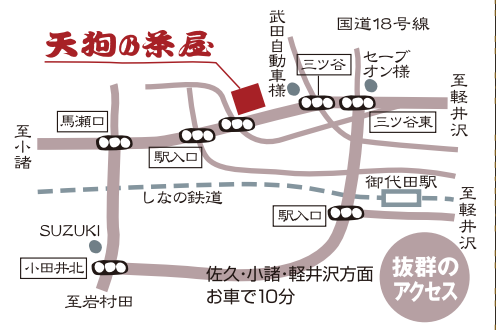 天狗の茶屋
武田自動車様
国道18号線
三ツ谷
セーブ
オン様
至軽井沢
馬瀬口
三ツ谷東
至小諸
駅入口
御代田駅
しなの鉄道
至軽井沢
駅入口
SUZUKI
小田井北
佐久・小諸・軽井沢方面
お車で10分
抜群の
アクセス
至岩村田